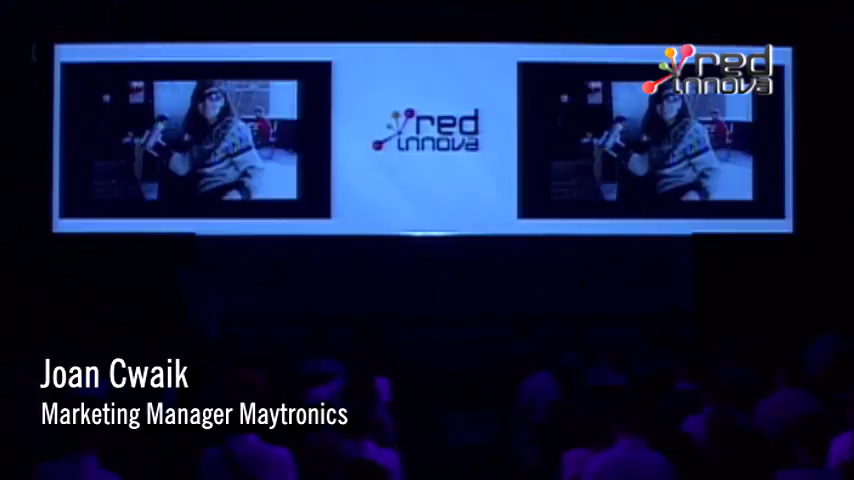 red
innova
red
innova
Joan Cwaik
Marketing Manager Maytronics